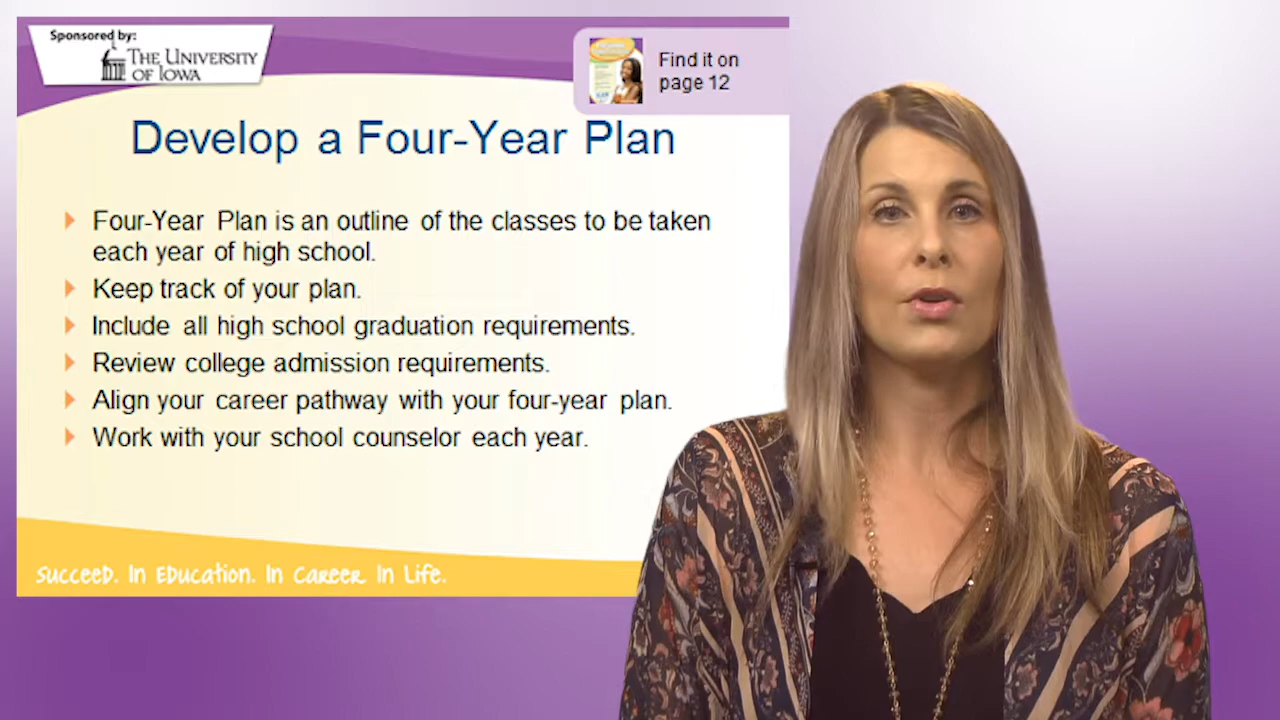 Sponsored by:
THE UNIVERSITY
OF IOWA
Find it on
page 12
Develop a Four-Year Plan
Four-Year Plan is an outline of the classes to be taken
each year of high school.
Keep track of your plan.
Include all high school graduation requirements.
Review college admission requirements.
Align your career pathway with your four-year plan.
Work with your school counselor each year.
Succeed. In Education. In Career. In Life.